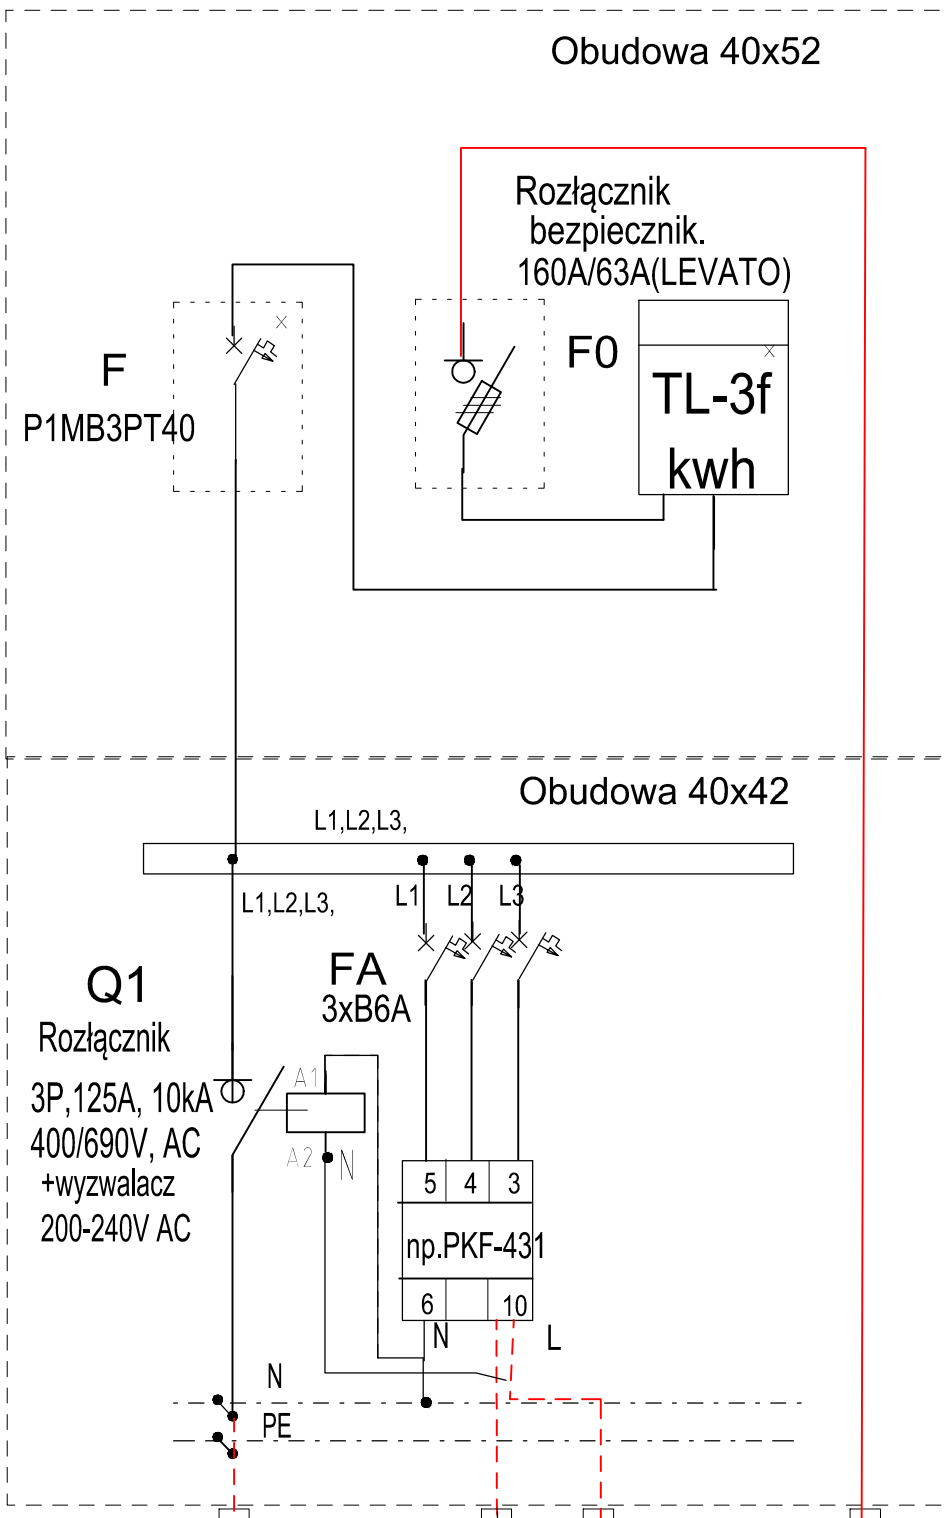 Obudowa 40x52
Rozłącznik
bezpiecznik.
160A/63A(LEVATO)
F
P1MB3PT40
F0
TL-3f
kwh
Obudowa 40x42
L1,L2,L3,
L1,L2,L3,
L1
L2
L3
Q1
Rozłącznik
3P,125A, 10kA
400/690V, AC
+wyzwalacz
200-240V AC
FA
3xB6A
A1
A2
N
5
4
3
np.PKF-431
6
10
N
L
N
PE